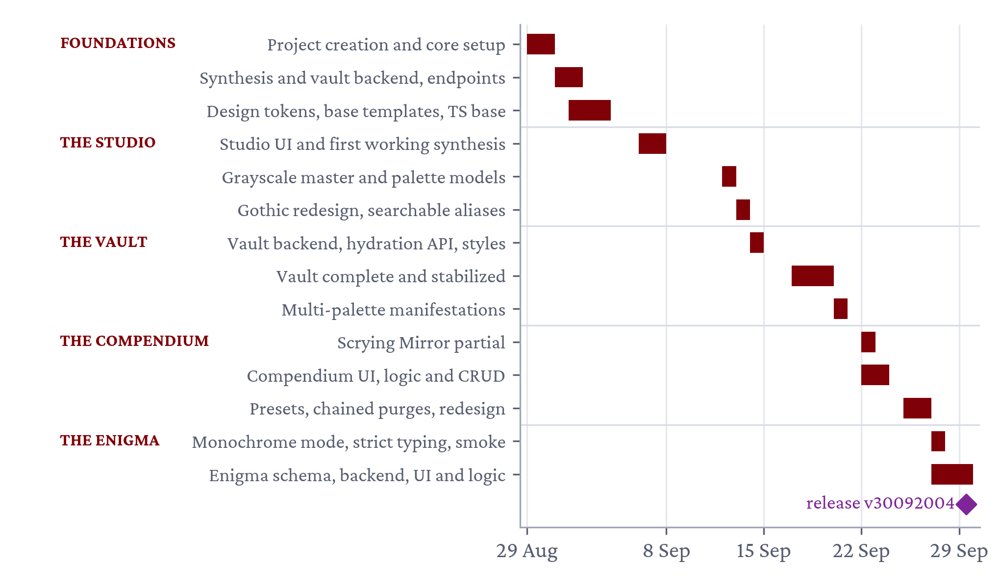 FOUNDATIONS
Project creation and core setup
Synthesis and vault backend, endpoints
Design tokens, base templates, TS base
THE STUDIO
Studio UI and first working synthesis
Grayscale master and palette models
Gothic redesign, searchable aliases
THE VAULT
Vault backend, hydration API, styles
Vault complete and stabilized
Multi-palette manifestations
THE COMPENDIUM
Scrying Mirror partial
Compendium UI, logic and CRUD
Presets, chained purges, redesign
THE ENIGMA
Monochrome mode, strict typing, smoke
Enigma schema, backend, UI and logic
release v30092004
29 Aug
8 Sep
15 Sep
22 Sep
29 Sep